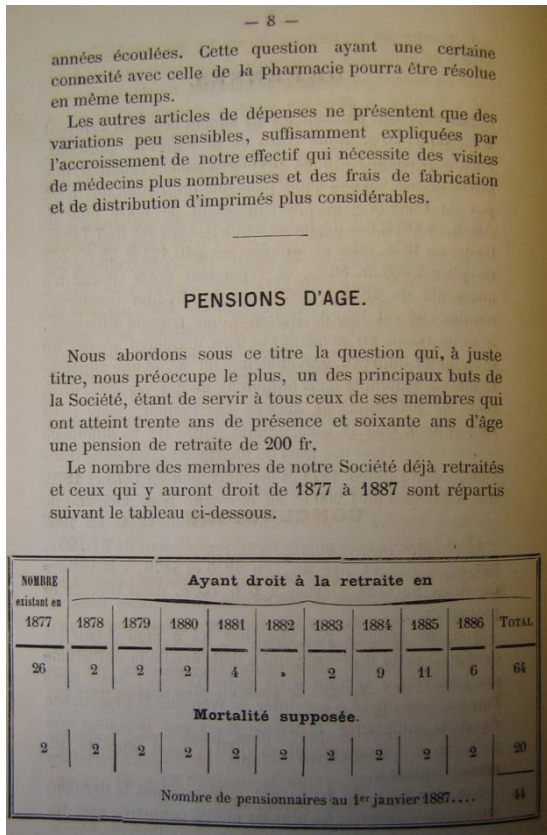 — 8 —
années écoulées. Cette question ayant une certaine
connexité avec celle de la pharmacie pourra être résolue
en même temps.
Les autres articles de dépenses ne présentent que des
variations peu sensibles, suffisamment expliquées par
l'accroissement de notre effectif qui nécessite des visites
de médecins plus nombreuses et des frais de fabrication
et de distribution d'imprimés plus considérables.
PENSIONS D'AGE.
Nous abordons sous ce titre la question qui, à juste
titre, nous préoccupe le plus, un des principaux buts de
la Société, étant de servir à tous ceux de ses membres qui
ont atteint trente ans de présence et soixante ans d'âge
une pension de retraite de 200 fr.
Le nombre des membres de notre Société déjà retraités
et ceux qui y auront droit de 1877 à 1887 sont répartis
suivant le tableau ci-dessous.
NOMBRE Ayant droit à la retraite en
existant en
1877 1878 1879 1880 1881 1882 1883 1884 1885 1886 TOTAL
26 2 2 2 4 » 2 9 11 6 64
Mortalité supposée.
2 2 2 2 2 2 2 2 2 2 20
Nombre de pensionnaires au 1er janvier 1887.... 44